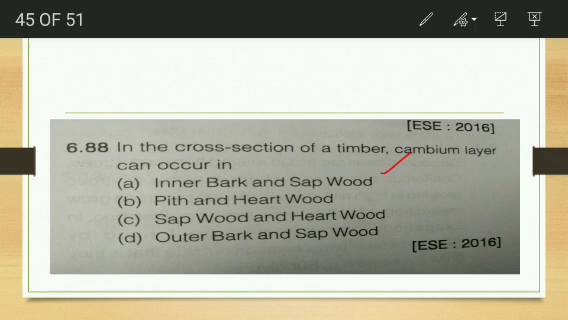 45 OF 51
[ESE : 2016]
6.88 In the cross-section of a timber, cambium layer
can occur in
(a) Inner Bark and Sap Wood
(b) Pith and Heart Wood
(c) Sap Wood and Heart Wood
(d) Outer Bark and Sap Wood
[ESE : 2016]